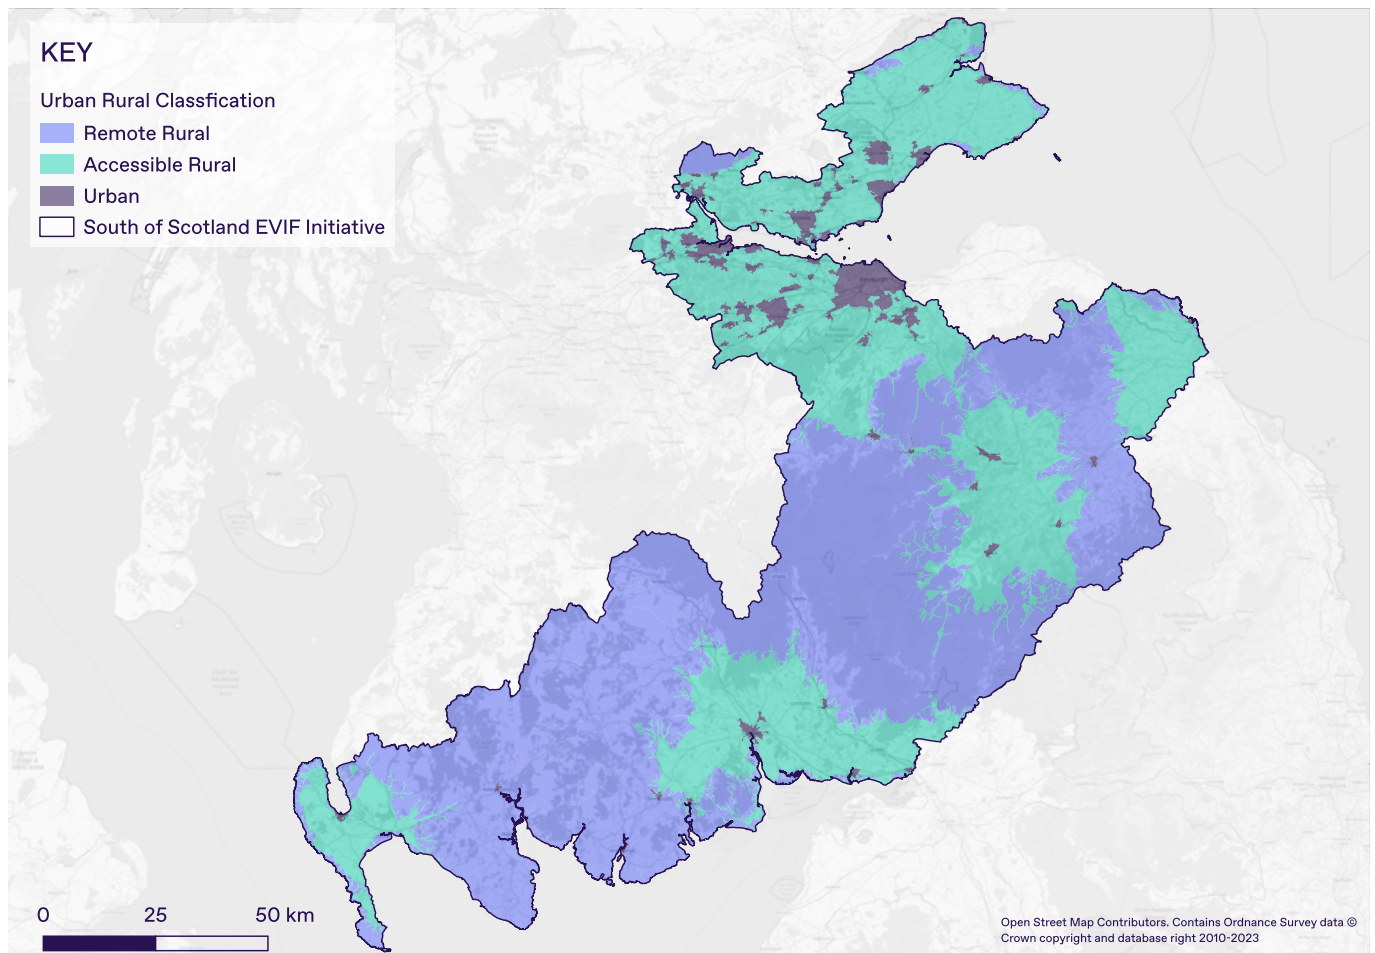 KEY
Urban Rural Classfication
Remote Rural
Accessible Rural
Urban
South of Scotland EVIF Initiative
0 25 50 km
Open Street Map Contributors. Contains Ordnance Survey data ©
Crown copyright and database right 2010-2023